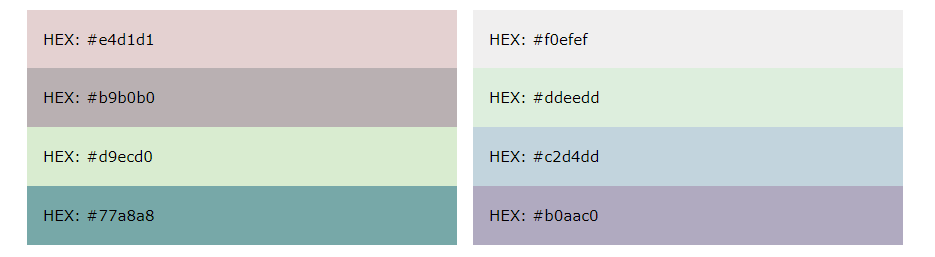 HEX: #e4d1d1
HEX: #b9b0b0
HEX: #d9ecd0
HEX: #77a8a8
HEX: #f0efef
HEX: #ddeedd
HEX: #c2d4dd
HEX: #b0aac0